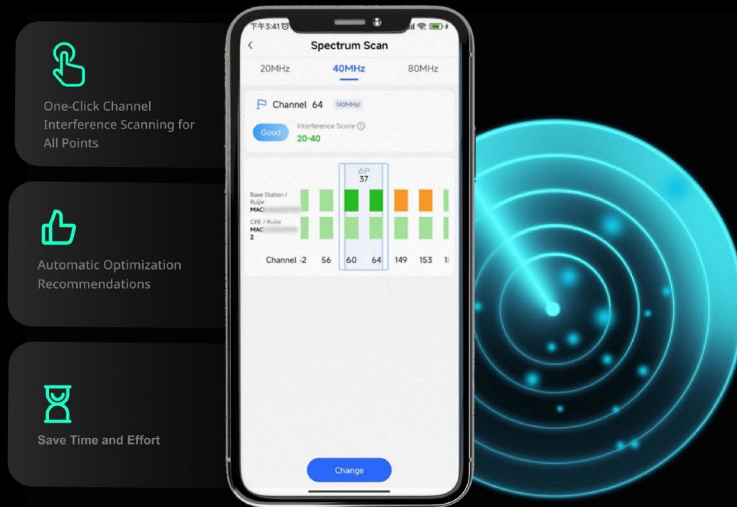 One-Click Channel
Interference Scanning for
All Points
Automatic Optimization
Recommendations
Save Time and Effort
下午3:41
Spectrum Scan
20MHz 40MHz 80MHz
Channel 64 (40MHz)
Good
Interference Score
20-40
37
Base Station /
Ruijie
MAC
CPE / Ruijie
MAC
2
Channel 52 56 60 64 149 153
Change